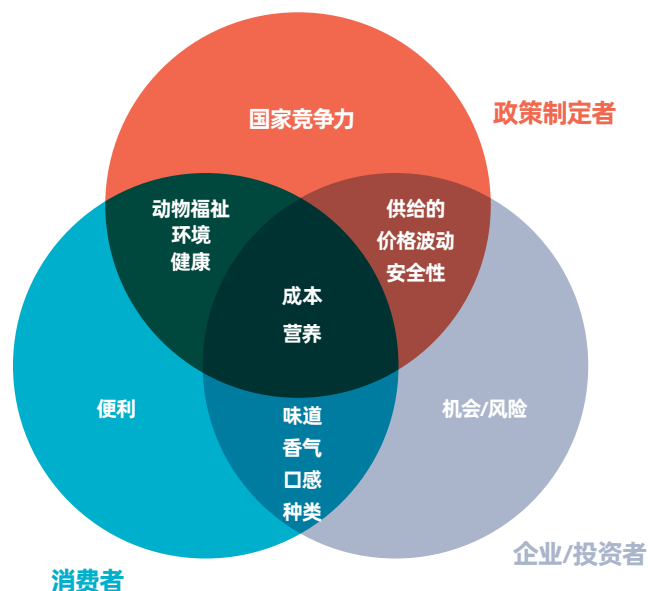 政策制定者
国家竞争力
动物福祉
环境
健康
供给的
价格波动
安全性
成本
营养
便利
味道
香气
口感
种类
机会/风险
企业/投资者
消费者